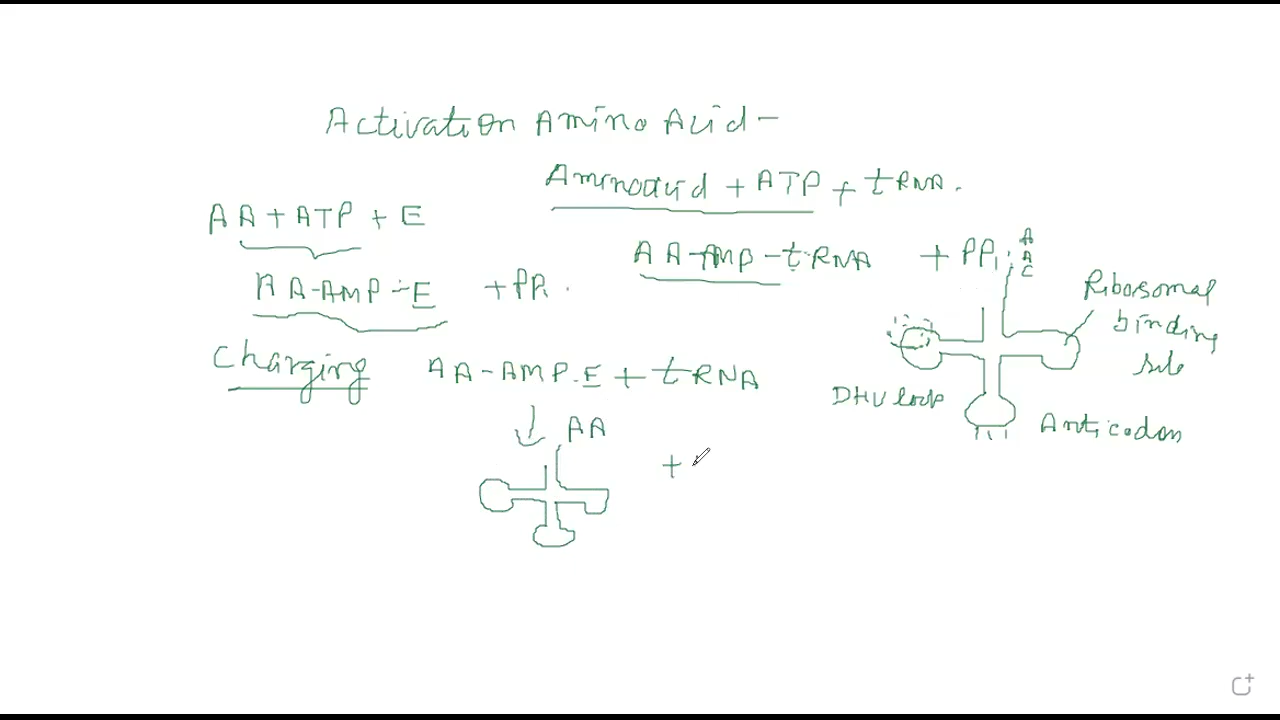 Activation Amino Acid -
Aminoacid + ATP + tRNA.
AA + ATP + E
AA-AMP-t.RNA + PPi
A
A
C
AA-AMP-E + PPi
Ribosomal
binding
site
Charging
AA-AMP.E + tRNA
DHU loop
Anticodon
AA
+